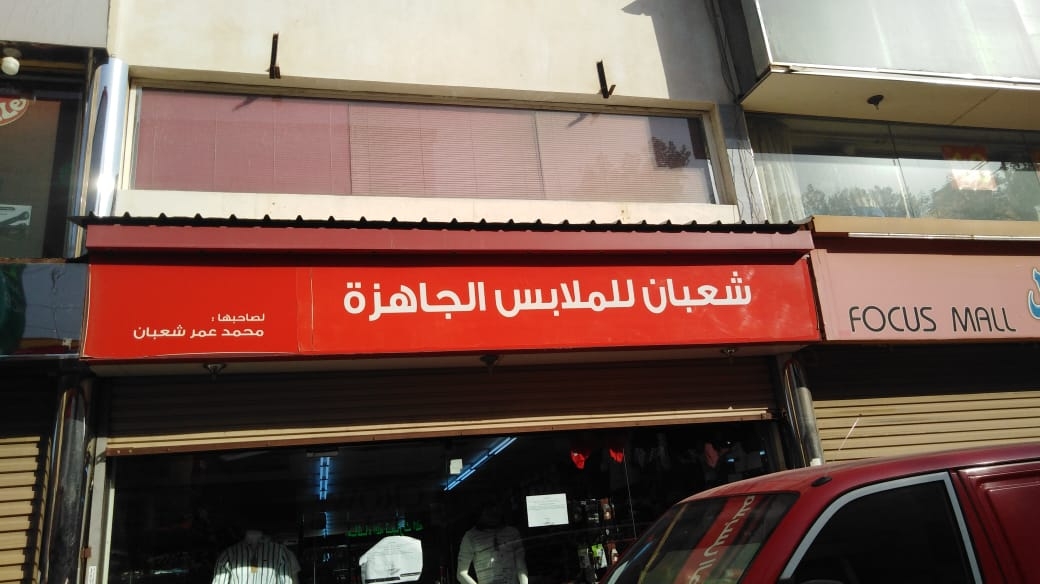 شعبان للملابس الجاهزة
لصاحبها :
محمد عمر شعبان
FOCUS MALL